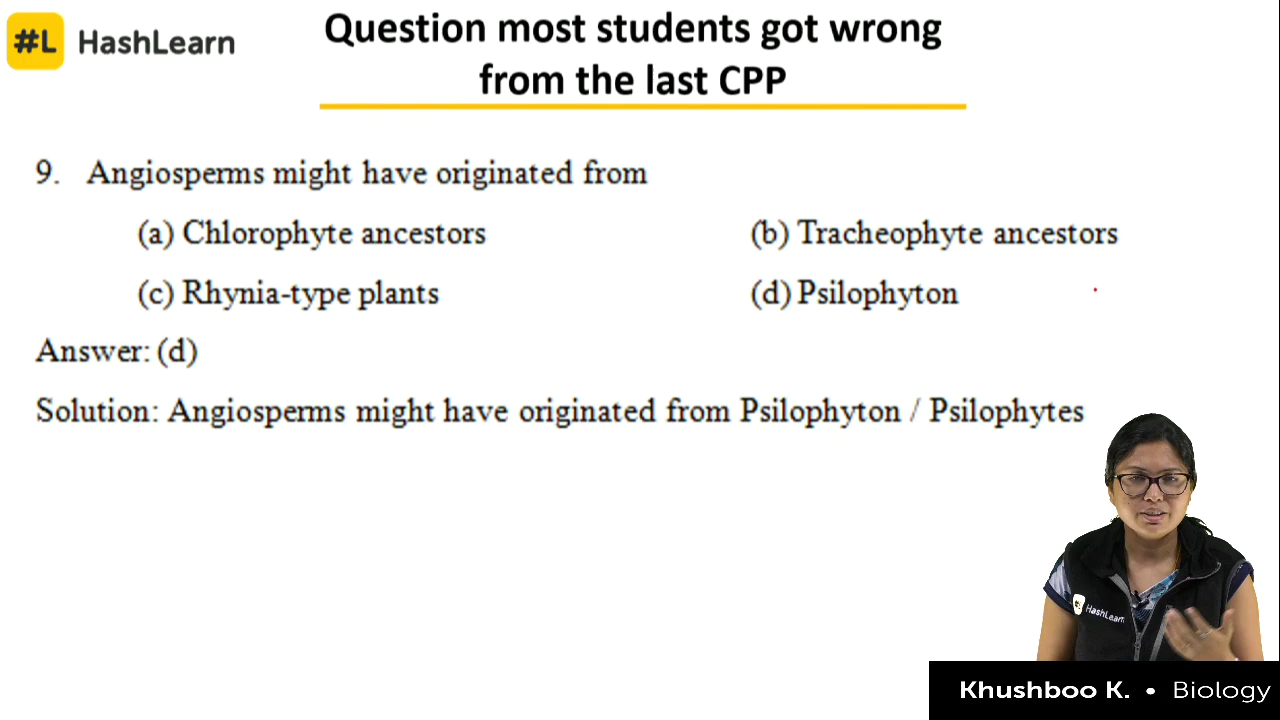 #L HashLearn
Question most students got wrong
from the last CPP
9. Angiosperms might have originated from
(a) Chlorophyte ancestors (b) Tracheophyte ancestors
(c) Rhynia-type plants (d) Psilophyton
Answer: (d)
Solution: Angiosperms might have originated from Psilophyton / Psilophytes
#L HashLearn
Khushboo K. • Biology